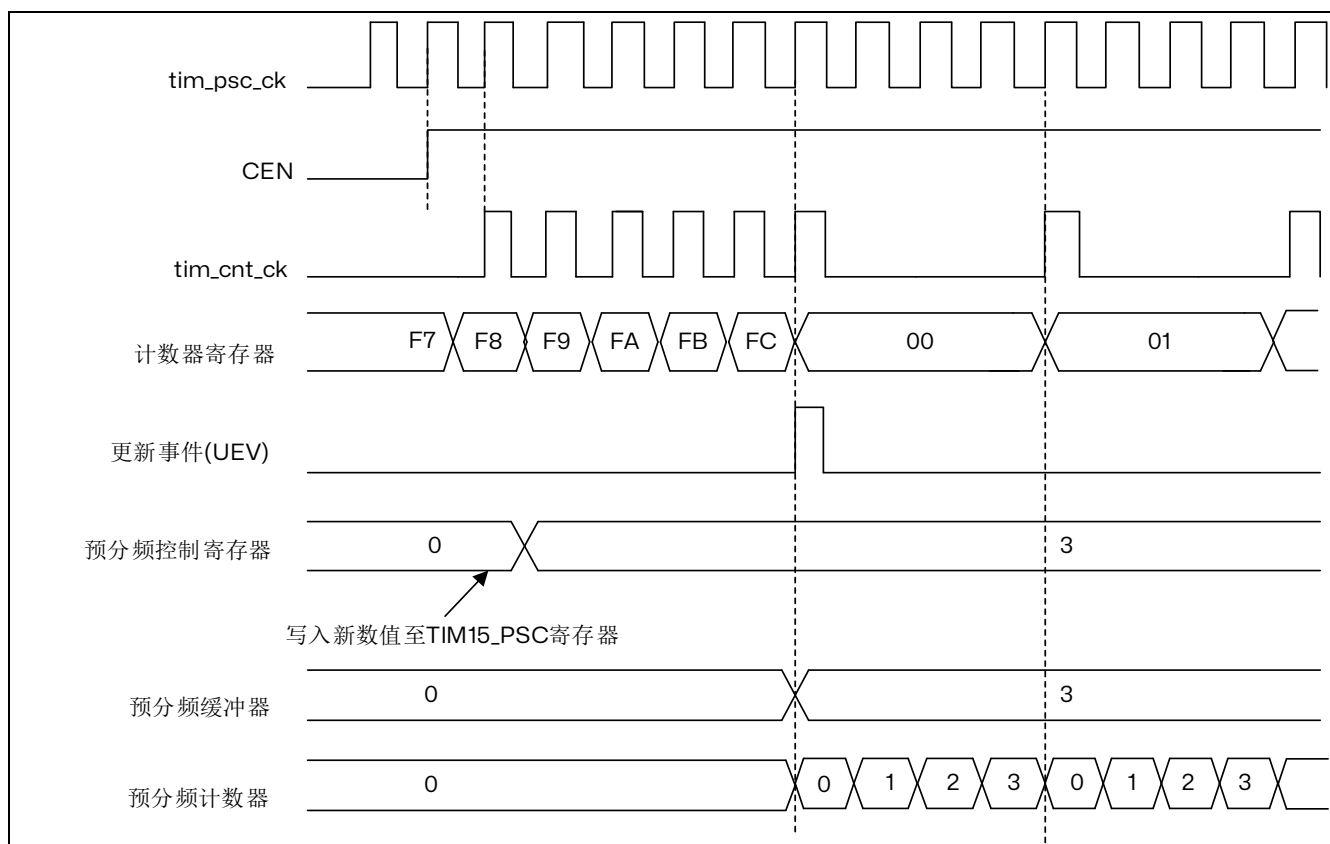 tim_psc_ck
CEN
tim_cnt_ck
计数器寄存器 F7 F8 F9 FA FB FC 00 01
更新事件(UEV)
预分频控制寄存器 0 3
写入新数值至TIM15_PSC寄存器
预分频缓冲器 0 3
预分频计数器 0 0 1 2 3 0 1 2 3